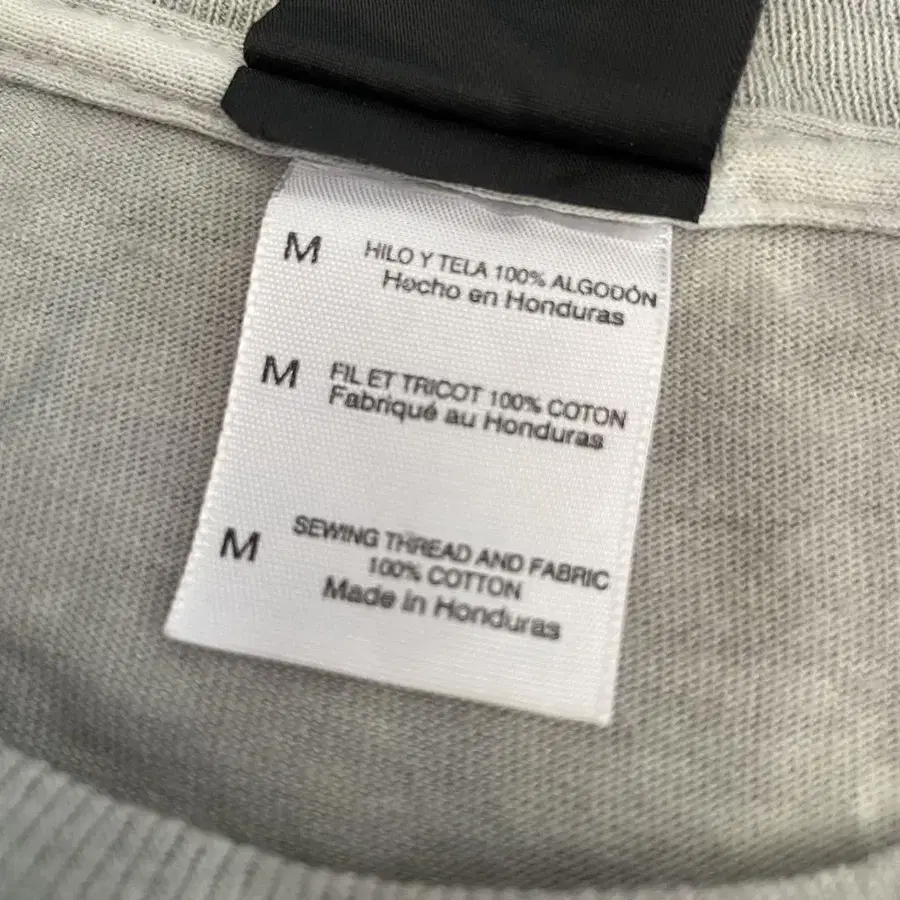 M HILO Y TELA 100% ALGODÓN
Hecho en Honduras
M FIL ET TRICOT 100% COTON
Fabriqué au Honduras
M SEWING THREAD AND FABRIC
100% COTTON
Made in Honduras